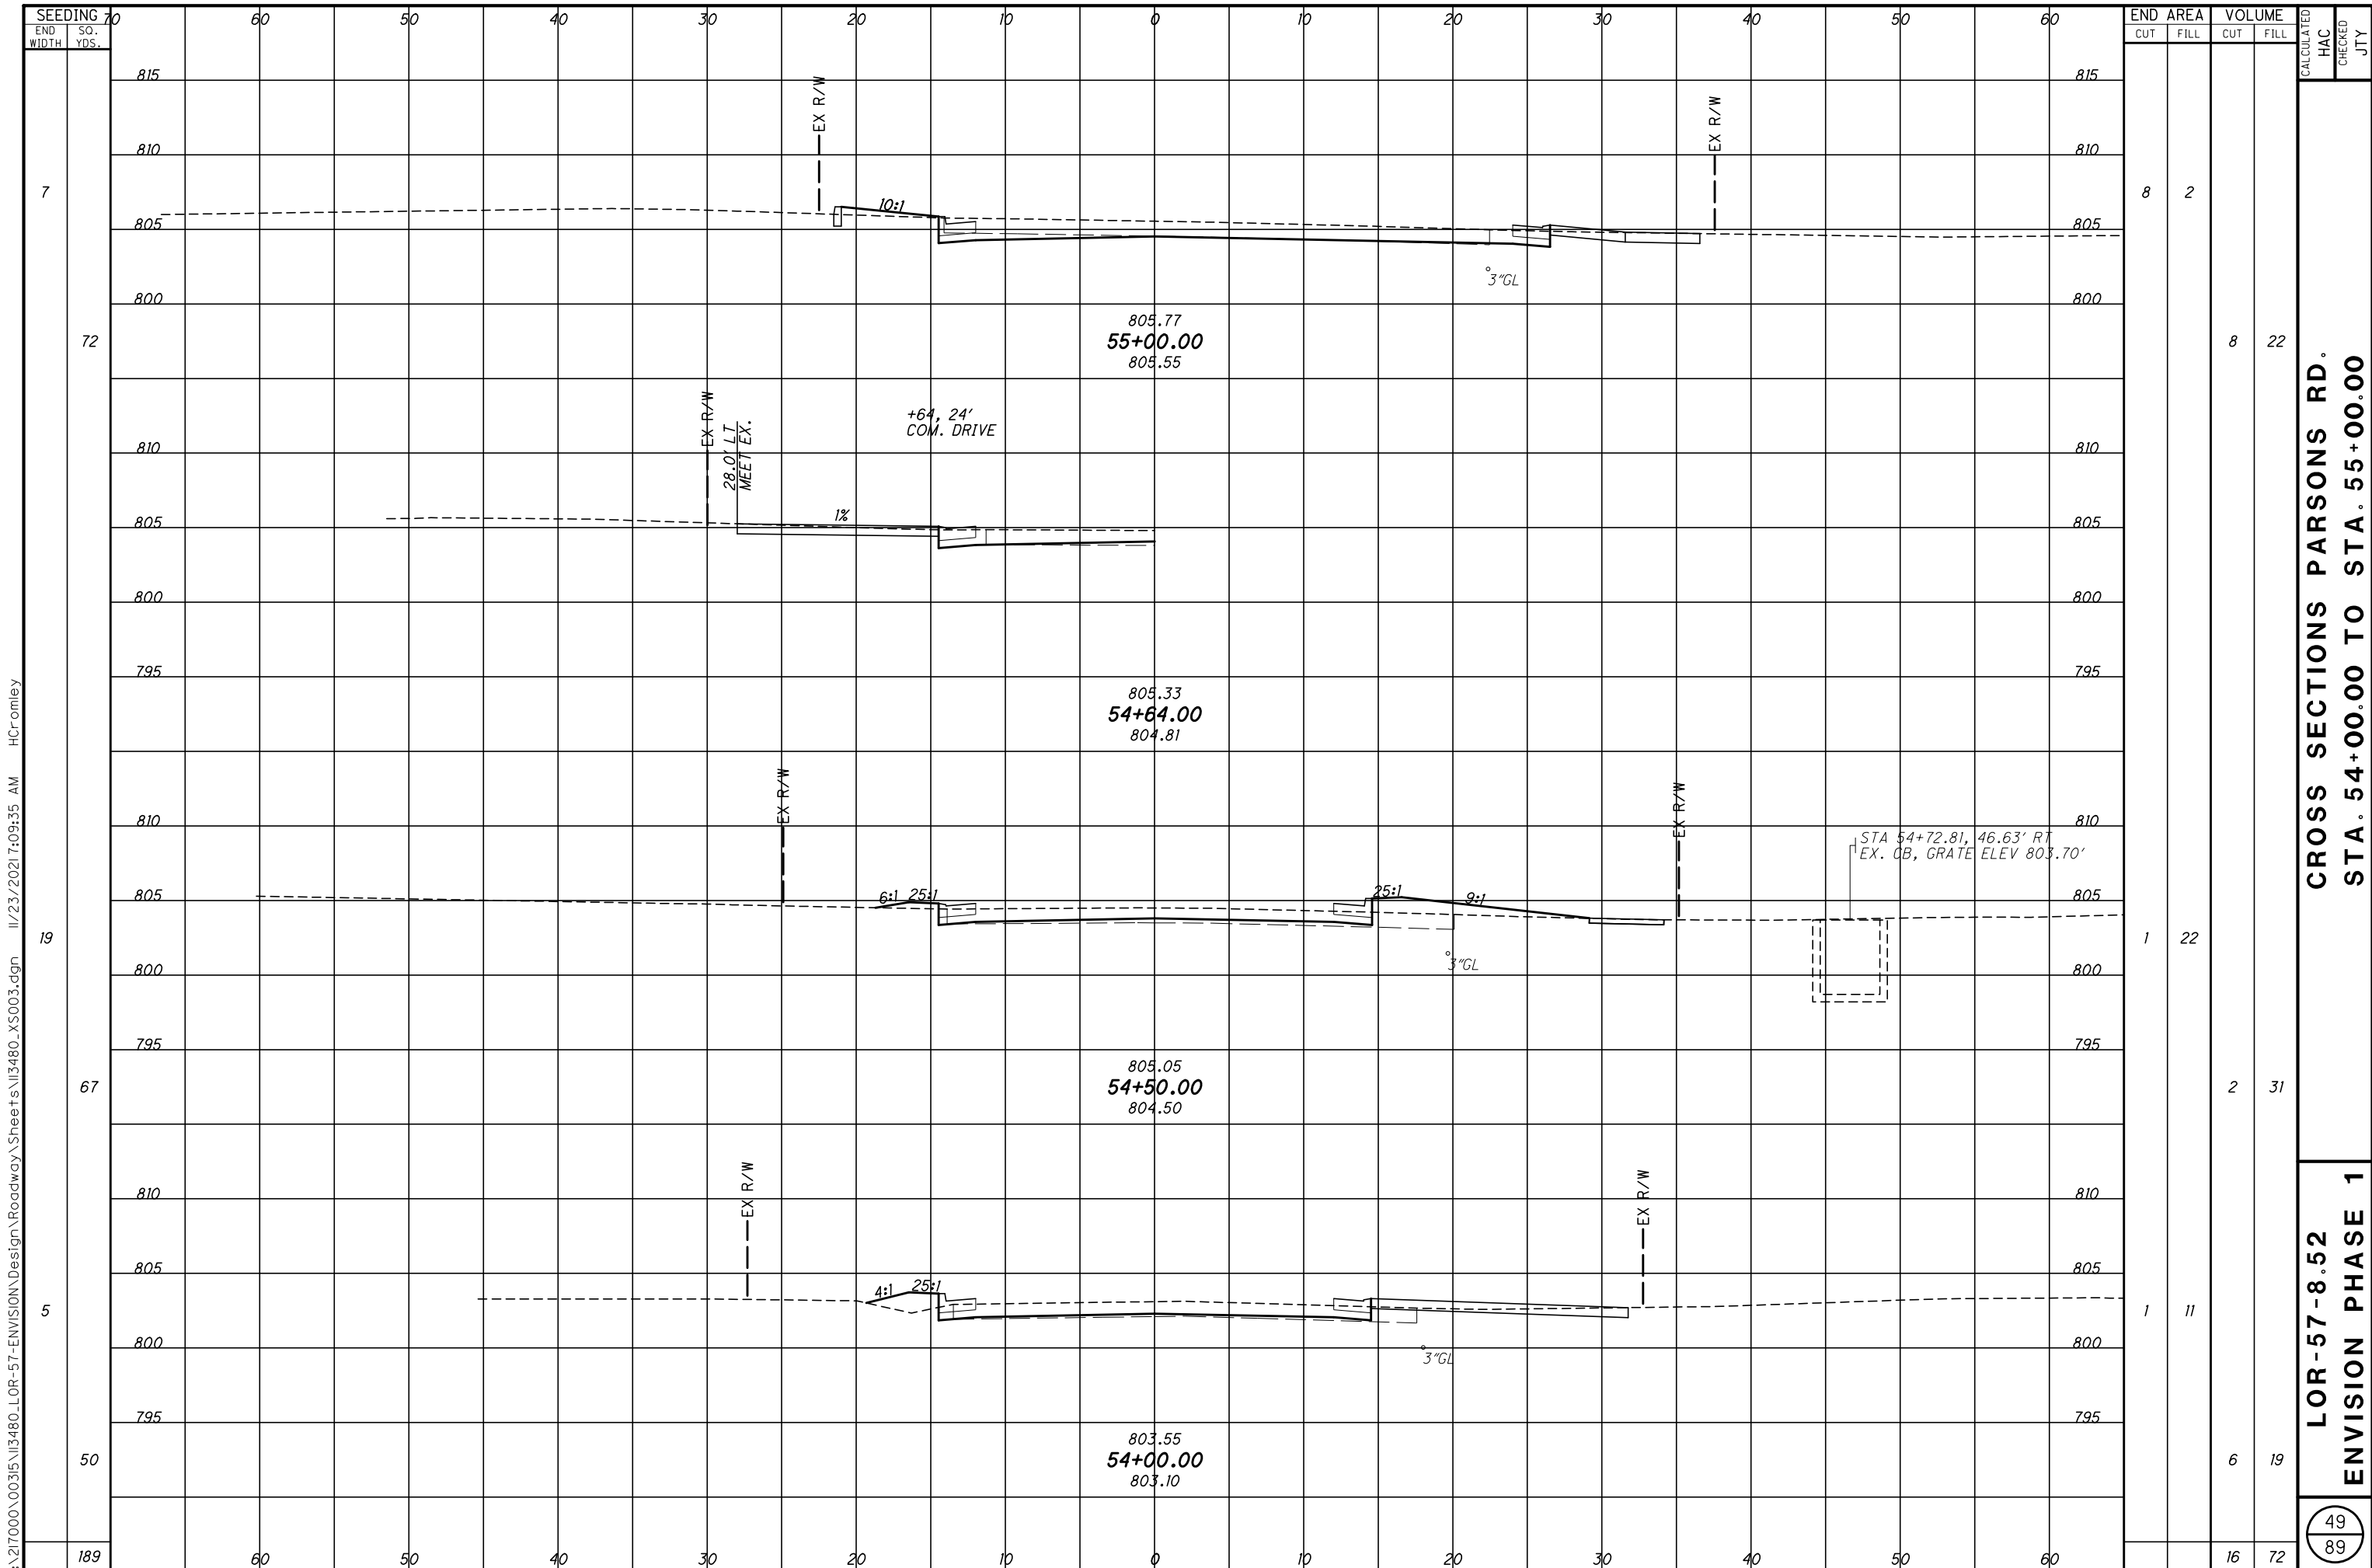 SEEDING
END WIDTH
SQ. YDS.
70 60 50 40 30 20 10 0 10 20 30 40 50 60
END AREA
VOLUME
CUT FILL CUT FILL
CALCULATED
HAC
CHECKED
JTY
815 815
EX R/W
EX R/W
810 810
7
10:1
8 2
805 805
3"GL
800 800
805.77
72
55+00.00
8 22
805.55
EX R/W
28.0' LT
MEET EX.
+64, 24'
COM. DRIVE
810 810
1%
805 805
800 800
795 795
805.33
54+64.00
804.81
EX R/W
EX R/W
810 810
STA 54+72.81, 46.63' RT
EX. CB, GRATE ELEV 803.70'
805 805
6:1 25:1
25:1 9:1
19
1 22
3"GL
800 800
795 795
805.05
67
54+50.00
2 31
804.50
EX R/W
EX R/W
810 810
805 805
4:1 25:1
5
1 11
800 800
3"GL
795 795
803.55
50
54+00.00
6 19
803.10
189
60 50 40 30 20 10 0 10 20 30 40 50 60
16 72
CROSS SECTIONS PARSONS RD.
STA. 54+00.00 TO STA. 55+00.00
LOR-57-8.52
ENVISION PHASE 1
49
89
:\217000\00315\113480_LOR-57-ENVISION\Design\Roadway\Sheets\113480_XS003.dgn 11/23/2021 7:09:35 AM HCromley